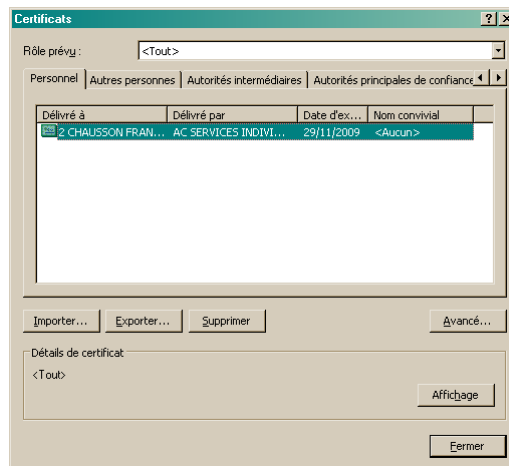 Certificats
Rôle prévu : <Tout>
Personnel Autres personnes Autorités intermédiaires Autorités principales de confiance
Délivré à Délivré par Date d'ex... Nom convivial
2 CHAUSSON FRAN... AC SERVICES INDIVI... 29/11/2009 <Aucun>
Importer... Exporter... Supprimer Avancé...
Détails de certificat
<Tout>
Affichage
Fermer